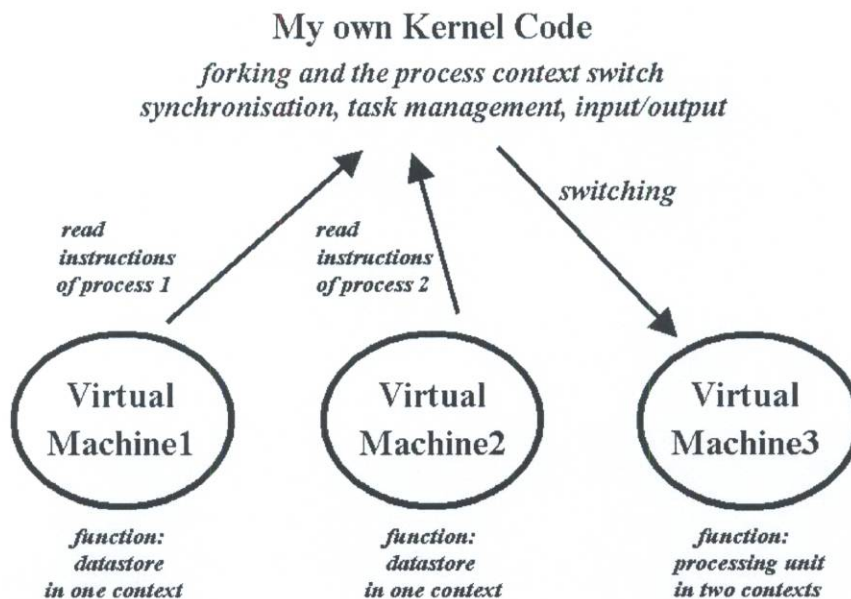 My own Kernel Code
forking and the process context switch
synchronisation, task management, input/output
switching
read
instructions
of process 1
read
instructions
of process 2
Virtual
Machine1
Virtual
Machine2
Virtual
Machine3
function:
datastore
in one context
function:
datastore
in one context
function:
processing unit
in two contexts